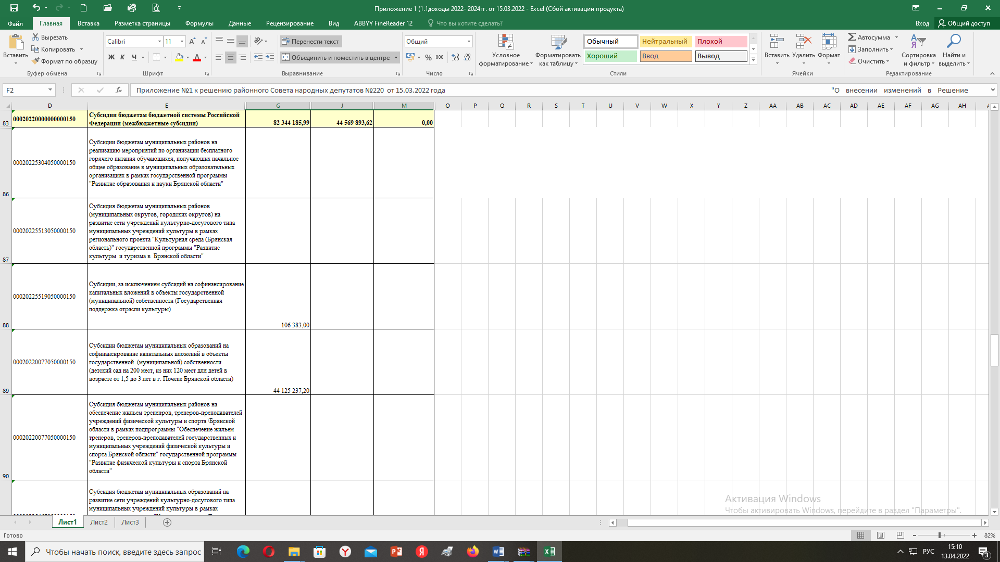 Приложение 1 (1.1доходы 2022- 2024гг. от 15.03.2022 - Excel (Сбой активации продукта)
Файл Главная Вставка Разметка страницы Формулы Данные Рецензирование Вид ABBYY FineReader 12 Что вы хотите сделать? Вход Общий доступ
Вставить
Вырезать
Копировать
Формат по образцу
Буфер обмена
Calibri 11
Ж К Ч
Шрифт
Перенести текст
Объединить и поместить в центре
Выравнивание
Общий
% 000
Число
Условное форматирование
Форматировать как таблицу
Обычный Нейтральный Плохой
Хороший Ввод Вывод
Стили
Вставить Удалить Формат
Ячейки
Автосумма
Заполнить
Очистить
Сортировка и фильтр
Найти и выделить
Редактирование
F2 fx Приложение №1 к решению районного Совета народных депутатов №220 от 15.03.2022 года "О внесении изменений в Решение
D E G J M O P Q R S T U V W X Y Z AA AB AC AD AE AF AG AH
83 00020220000000000150 Субсидии бюджетам бюджетной системы Российской
Федерации (межбюджетные субсидии) 82 344 185,99 44 569 893,62 0,00
Субсидии бюджетам муниципальных районов на
реализацию мероприятий по организации бесплатного
горячего питания обучающихся, получающих начальное
00020225304050000150 общее образование в муниципальных образовательных
организациях в рамках государственной программы
"Развитие образования и науки Брянской области"
86
Субсидия бюджетам муниципальных районов
(муниципальных округов, городских округов) на
развитие сети учреждений культурно-досугового типа
00020225513050000150 муниципальных учреждений культуры в рамках
регионального проекта "Культурная среда (Брянская
область)" государственной программы "Развитие
культуры и туризма в Брянской области"
87
Субсидии, за исключением субсидий на софинансирование
капитальных вложений в объекты государственной
00020225519050000150 (муниципальной) собственности (Государственная
поддержка отрасли культуры)
88 106 383,00
Субсидии бюджетам муниципальных образований на
софинансирование капитальных вложений в объекты
00020220077050000150 государственной (муниципальной) собственности
(детский сад на 200 мест, из них 120 мест для детей в
возрасте от 1,5 до 3 лет в г. Почепе Брянской области)
89 44 125 237,20
Субсидия бюджетам муниципальных районов на
обеспечение жильем тренеров, тренеров-преподавателей
учреждений физической культуры и спорта \Брянской
области в рамках подпрограммы "Обеспечение жильем
00020220077050000150 тренеров, тренеров-преподавателей государственных и
муниципальных учреждений физической культуры и
спорта Брянской области" государственной программы
"Развитие физической культуры и спорта Брянской
области"
90
Субсидия бюджетам муниципальных образований на
развитие сети учреждений культурно-досугового типа
муниципальных учреждений культуры в рамках
Активация Windows
Чтобы активировать Windows, перейдите в раздел "Параметры".
Лист1 Лист2 Лист3
Готово 82%
Чтобы начать поиск, введите здесь запрос
РУС 15:10
13.04.2022 3